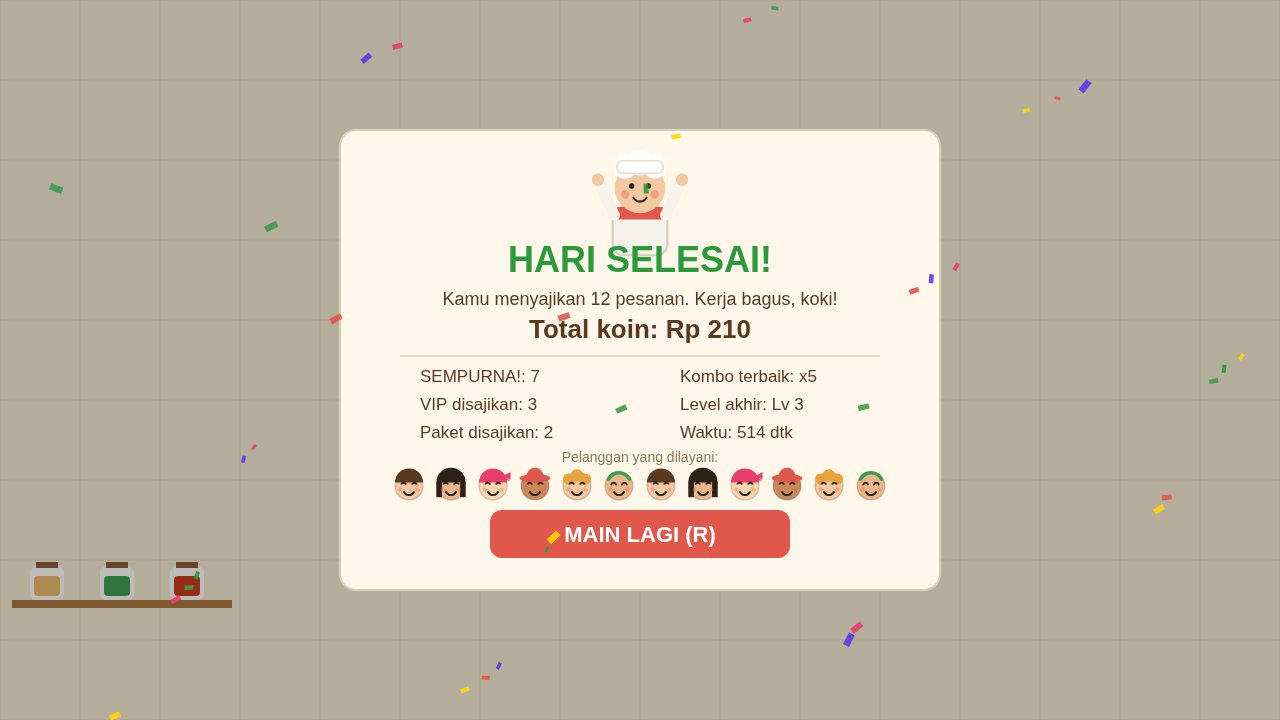 HARI SELESAI!
Kamu menyajikan 12 pesanan. Kerja bagus, koki!
Total koin: Rp 210
SEMPURNA!: 7
Kombo terbaik: x5
VIP disajikan: 3
Level akhir: Lv 3
Paket disajikan: 2
Waktu: 514 dtk
Pelanggan yang dilayani:
MAIN LAGI (R)